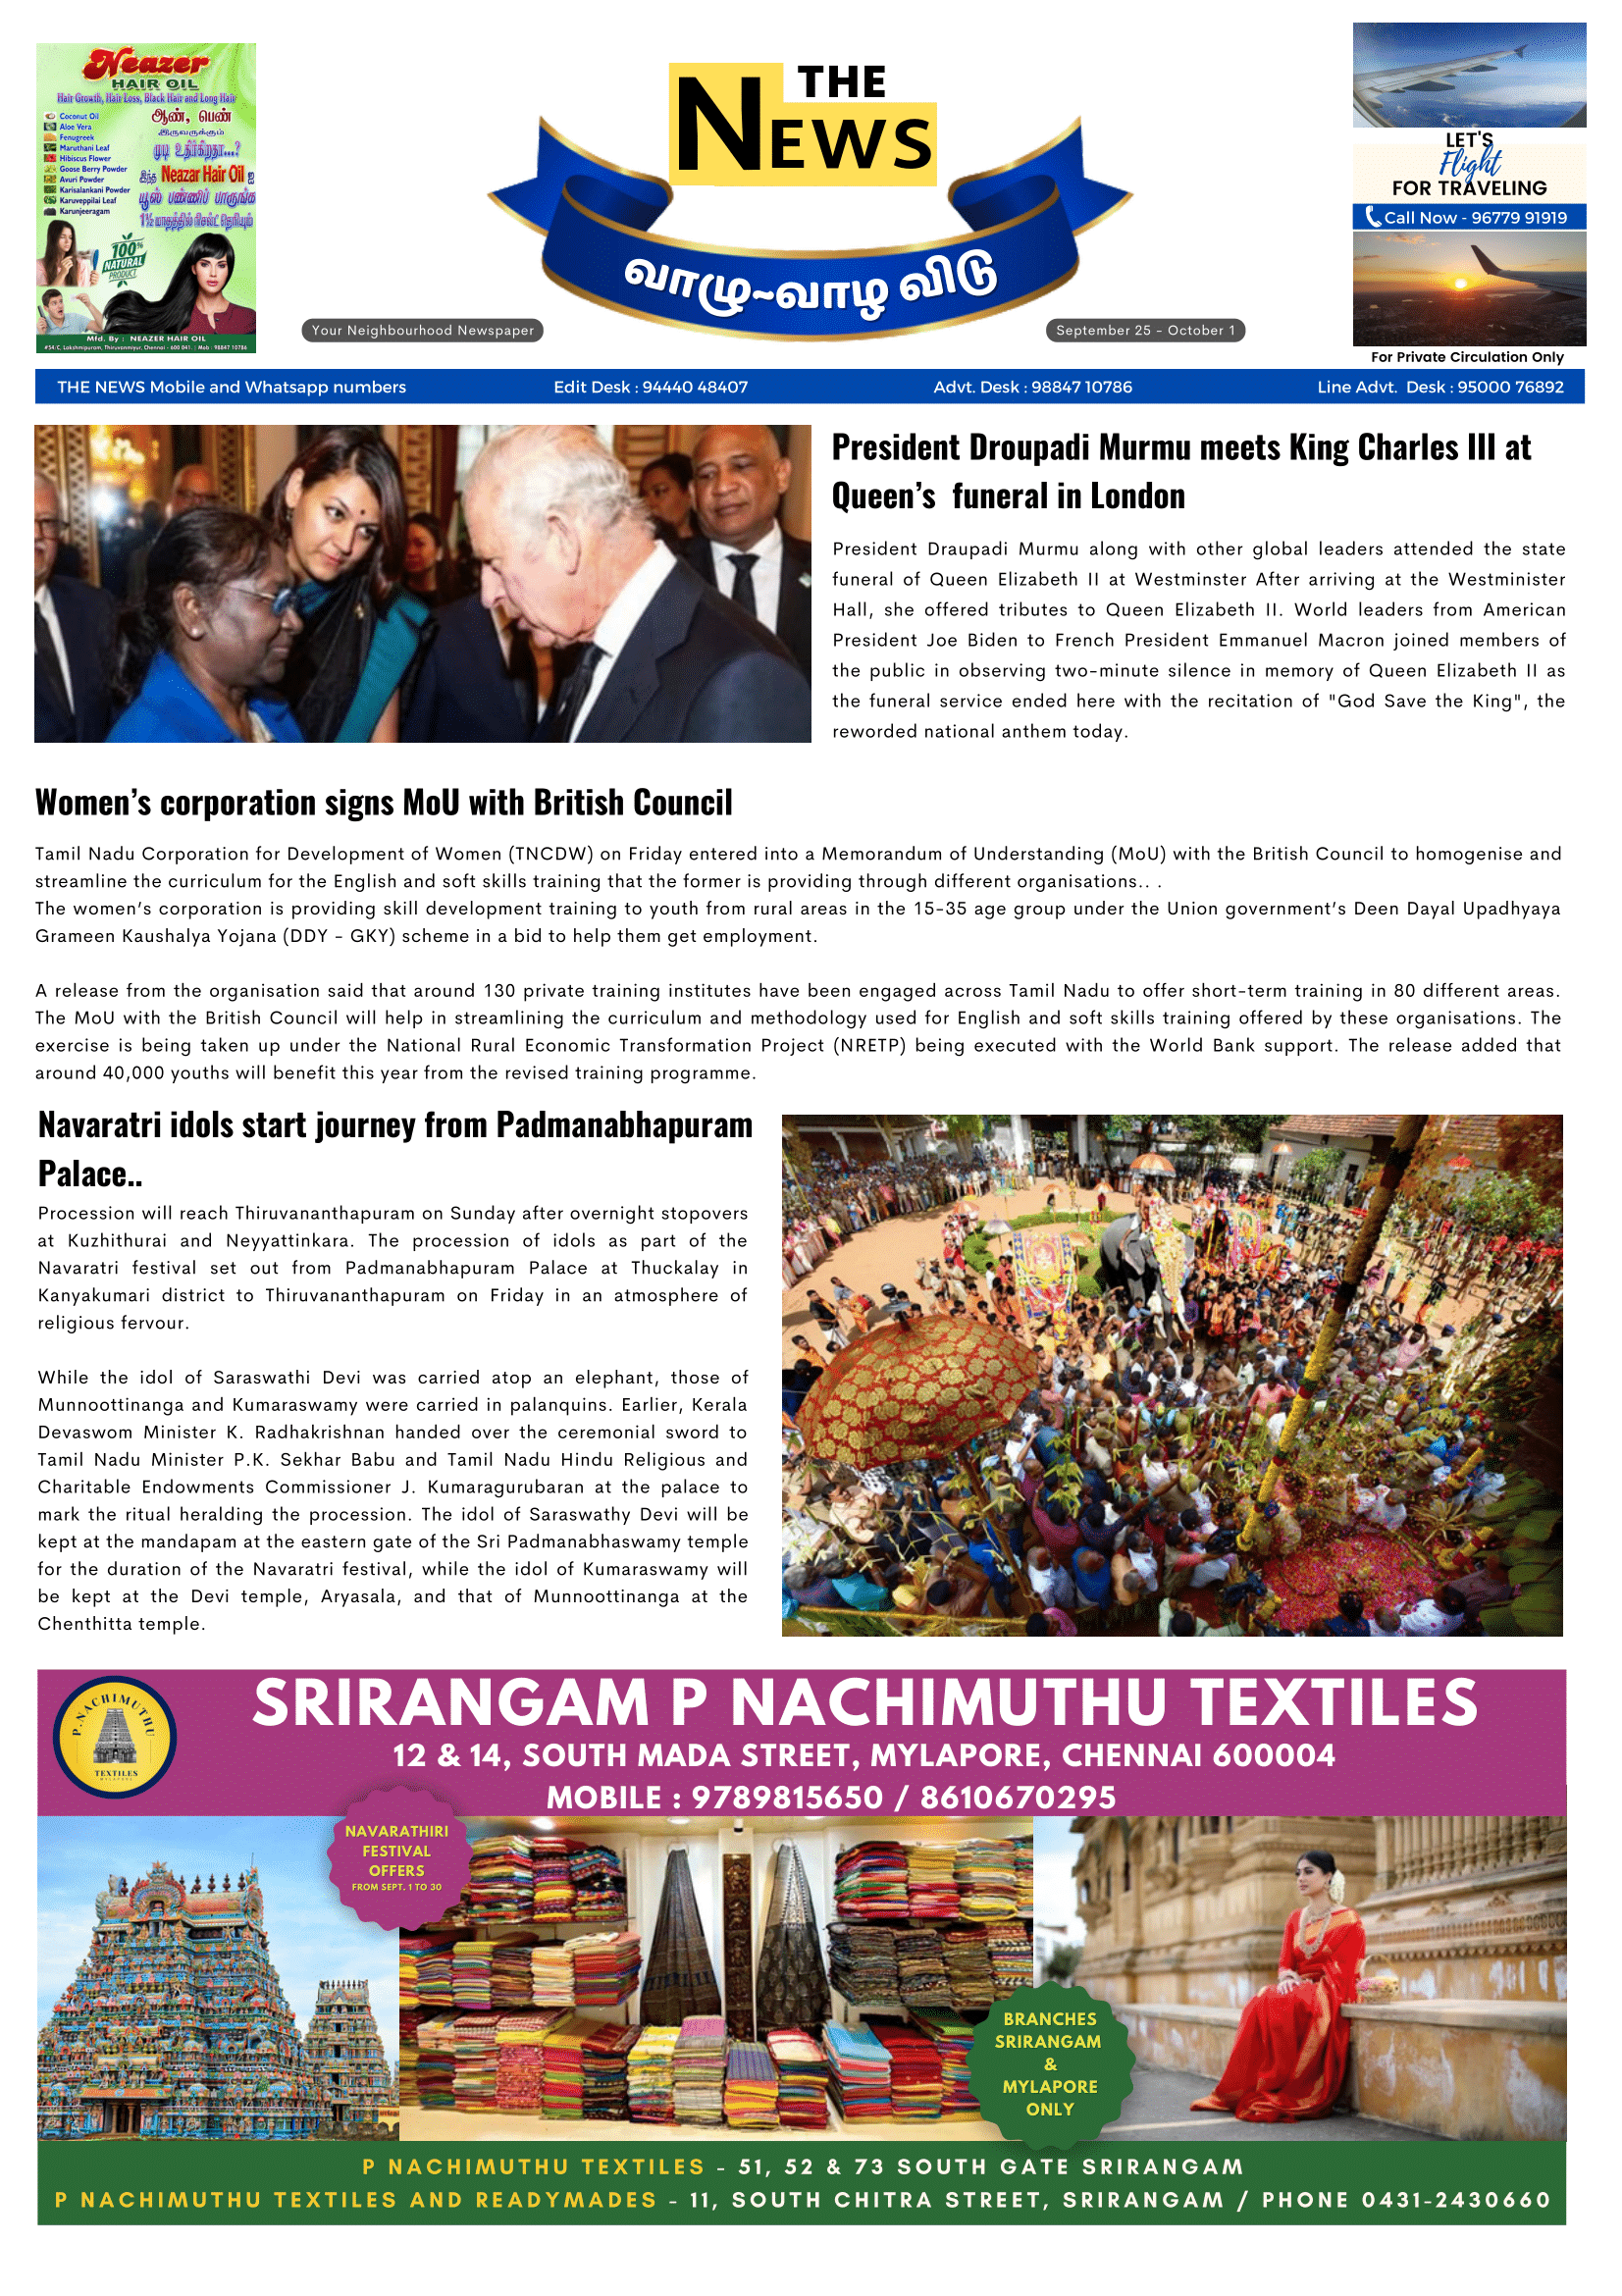 Neazer
HAIR OIL
Hair Growth, Hair Loss, Black Hair and Long Hair
Coconut Oil
Aloe Vera
Fenugreek
Maruthani Leaf
Hibiscus Flower
Goose Berry Powder
Avuri Powder
Karisalankani Powder
Karuveppilai Leaf
Karunjeeragam
ஆண், பெண்
இருவருக்கும்
முடி உதிர்கிறதா...?
இந்த Neazar Hair Oil ஐ
யூஸ் பண்ணிப் பாருங்க
1½ மாதத்தில் ரிசல்ட் தெரியும்
100%
NATURAL
PRODUCT
Mfd. By : NEAZER HAIR OIL
#54/C, Lakshmipuram, Thiruvanmiyur, Chennai - 600 041. | Mob : 98847 10786
THE
NEWS
வாழு-வாழ விடு
Your Neighbourhood Newspaper
September 25 - October 1
LET'S
Flight
FOR TRAVELING
Call Now - 96779 91919
For Private Circulation Only
THE NEWS Mobile and Whatsapp numbers
Edit Desk : 94440 48407
Advt. Desk : 98847 10786
Line Advt. Desk : 95000 76892
President Droupadi Murmu meets King Charles III at
Queen’s funeral in London
President Draupadi Murmu along with other global leaders attended the state
funeral of Queen Elizabeth II at Westminster After arriving at the Westminister
Hall, she offered tributes to Queen Elizabeth II. World leaders from American
President Joe Biden to French President Emmanuel Macron joined members of
the public in observing two-minute silence in memory of Queen Elizabeth II as
the funeral service ended here with the recitation of "God Save the King", the
reworded national anthem today.
Women’s corporation signs MoU with British Council
Tamil Nadu Corporation for Development of Women (TNCDW) on Friday entered into a Memorandum of Understanding (MoU) with the British Council to homogenise and
streamline the curriculum for the English and soft skills training that the former is providing through different organisations.. .
The women’s corporation is providing skill development training to youth from rural areas in the 15-35 age group under the Union government’s Deen Dayal Upadhyaya
Grameen Kaushalya Yojana (DDY - GKY) scheme in a bid to help them get employment.
A release from the organisation said that around 130 private training institutes have been engaged across Tamil Nadu to offer short-term training in 80 different areas.
The MoU with the British Council will help in streamlining the curriculum and methodology used for English and soft skills training offered by these organisations. The
exercise is being taken up under the National Rural Economic Transformation Project (NRETP) being executed with the World Bank support. The release added that
around 40,000 youths will benefit this year from the revised training programme.
Navaratri idols start journey from Padmanabhapuram
Palace..
Procession will reach Thiruvananthapuram on Sunday after overnight stopovers
at Kuzhithurai and Neyyattinkara. The procession of idols as part of the
Navaratri festival set out from Padmanabhapuram Palace at Thuckalay in
Kanyakumari district to Thiruvananthapuram on Friday in an atmosphere of
religious fervour.
While the idol of Saraswathi Devi was carried atop an elephant, those of
Munnoottinanga and Kumaraswamy were carried in palanquins. Earlier, Kerala
Devaswom Minister K. Radhakrishnan handed over the ceremonial sword to
Tamil Nadu Minister P.K. Sekhar Babu and Tamil Nadu Hindu Religious and
Charitable Endowments Commissioner J. Kumaragurubaran at the palace to
mark the ritual heralding the procession. The idol of Saraswathy Devi will be
kept at the mandapam at the eastern gate of the Sri Padmanabhaswamy temple
for the duration of the Navaratri festival, while the idol of Kumaraswamy will
be kept at the Devi temple, Aryasala, and that of Munnoottinanga at the
Chenthitta temple.
P. NACHIMUTHU
TEXTILES
MYLAPORE
SRIRANGAM P NACHIMUTHU TEXTILES
12 & 14, SOUTH MADA STREET, MYLAPORE, CHENNAI 600004
MOBILE : 9789815650 / 8610670295
NAVARATHIRI
FESTIVAL
OFFERS
FROM SEPT. 1 TO 30
BRANCHES
SRIRANGAM
&
MYLAPORE
ONLY
P NACHIMUTHU TEXTILES - 51, 52 & 73 SOUTH GATE SRIRANGAM
P NACHIMUTHU TEXTILES AND READYMADES - 11, SOUTH CHITRA STREET, SRIRANGAM / PHONE 0431-2430660